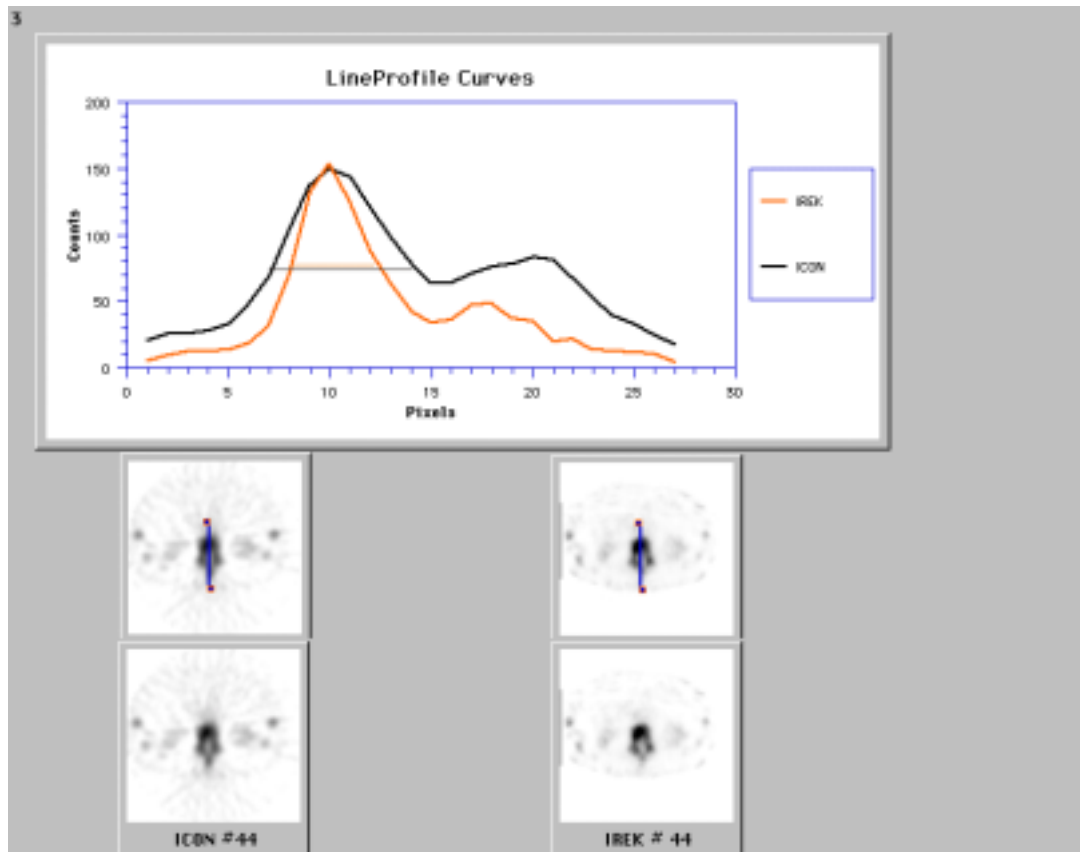 3
LineProfile Curves
200
150
100
50
0
Counts
0 5 10 15 20 25 30
Pixels
IREK
ICON
ICON #44
IREK # 44